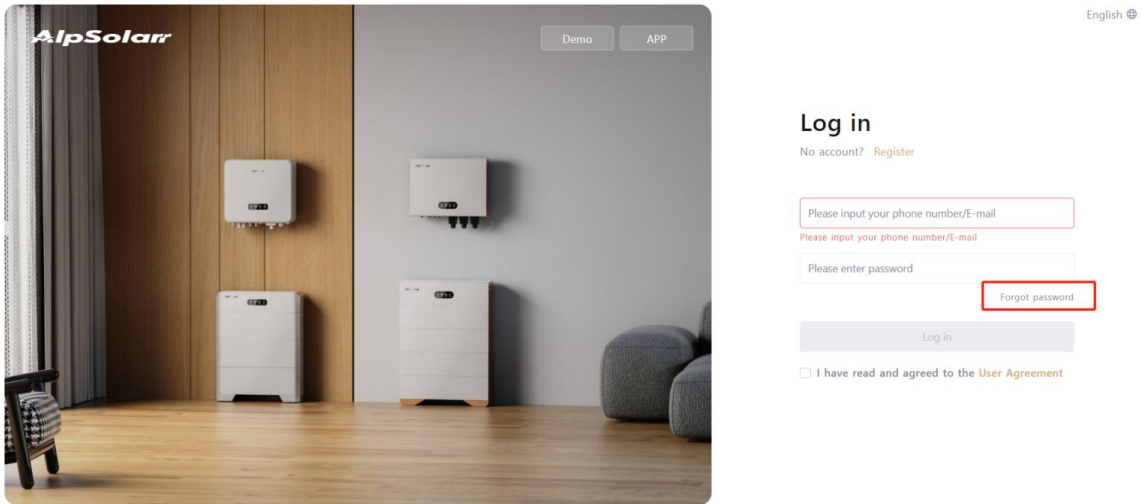 AlpSolarr
Demo
APP
English
Log in
No account? Register
Please input your phone number/E-mail
Please input your phone number/E-mail
Please enter password
Forgot password
Log in
I have read and agreed to the User Agreement